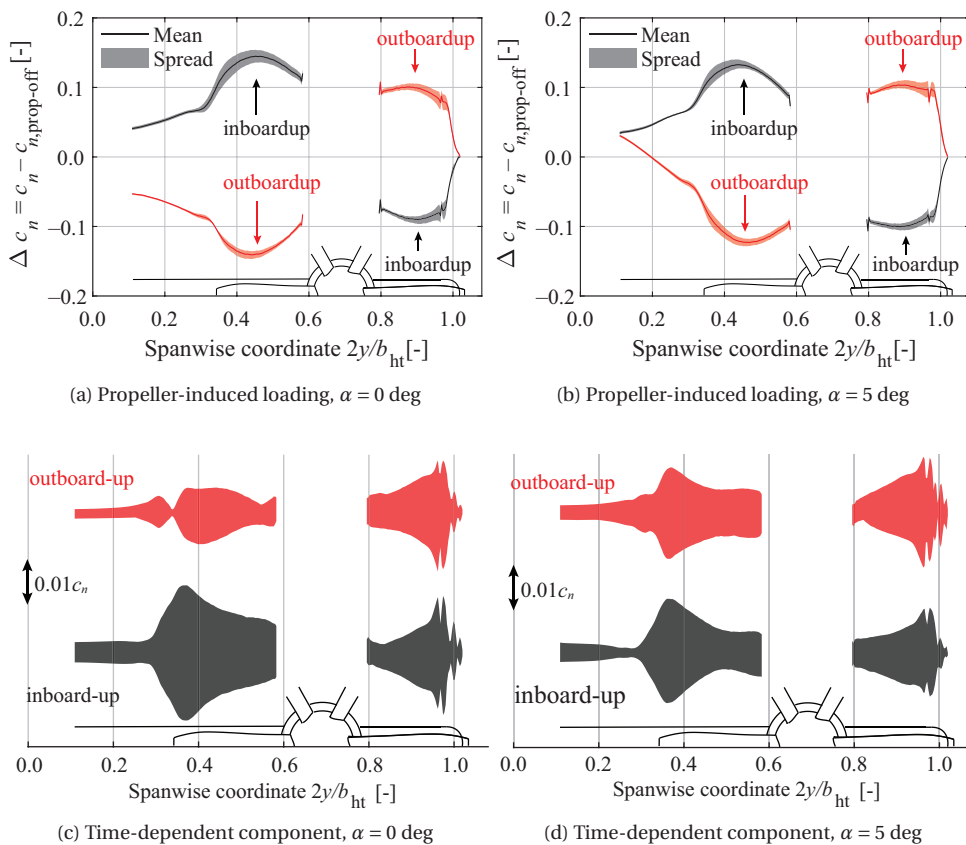 Mean
Spread
outboardup
inboardup
outboardup
inboardup
0.2
0.1
0.0
−0.1
−0.2
Δ c_n = c_n − c_{n,prop-off} [-]
0.0 0.2 0.4 0.6 0.8 1.0
Spanwise coordinate 2y/b_ht[-]
(a) Propeller-induced loading, α = 0 deg
Mean
Spread
outboardup
inboardup
outboardup
inboardup
0.2
0.1
0.0
−0.1
−0.2
Δ c_n = c_n − c_{n,prop-off} [-]
0.0 0.2 0.4 0.6 0.8 1.0
Spanwise coordinate 2y/b_ht[-]
(b) Propeller-induced loading, α = 5 deg
outboard-up
0.01c_n
inboard-up
0.0 0.2 0.4 0.6 0.8 1.0
Spanwise coordinate 2y/b_ht [-]
(c) Time-dependent component, α = 0 deg
outboard-up
0.01c_n
inboard-up
0.0 0.2 0.4 0.6 0.8 1.0
Spanwise coordinate 2y/b_ht [-]
(d) Time-dependent component, α = 5 deg